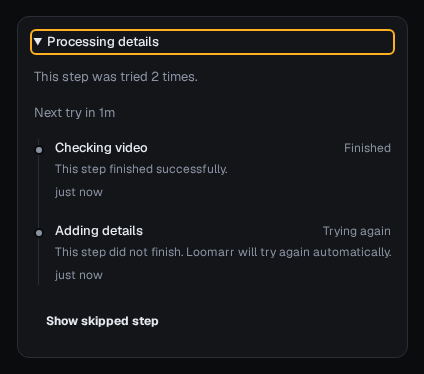 Processing details
This step was tried 2 times.
Next try in 1m
Checking video
Finished
This step finished successfully.
just now
Adding details
Trying again
This step did not finish. Loomarr will try again automatically.
just now
Show skipped step